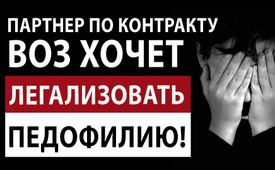 ПАРТНЕР ПО КОНТРАКТУ
ВОЗ ХОЧЕТ
ЛЕГАЛИЗОВАТЬ
ПЕДОФИЛИЮ!